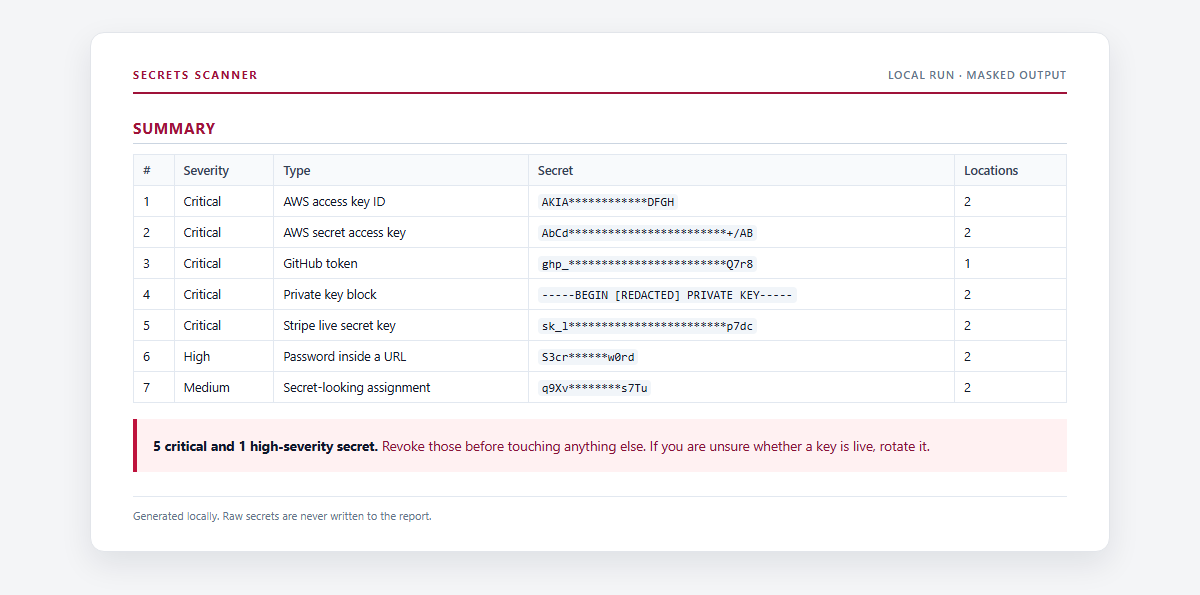 SECRETS SCANNER LOCAL RUN · MASKED OUTPUT
SUMMARY
# Severity Type Secret Locations
1 Critical AWS access key ID AKIA************DFGH 2
2 Critical AWS secret access key AbCd************************+/AB 2
3 Critical GitHub token ghp_************************Q7r8 1
4 Critical Private key block -----BEGIN [REDACTED] PRIVATE KEY----- 2
5 Critical Stripe live secret key sk_l************************p7dc 2
6 High Password inside a URL S3cr******w0rd 2
7 Medium Secret-looking assignment q9Xv********s7Tu 2
5 critical and 1 high-severity secret. Revoke those before touching anything else. If you are unsure whether a key is live, rotate it.
Generated locally. Raw secrets are never written to the report.